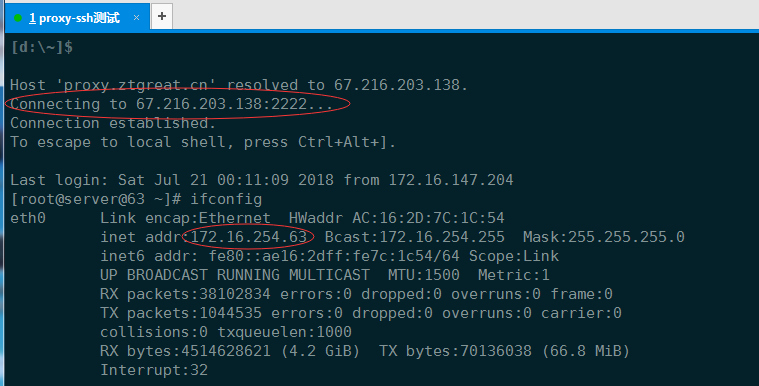 1 proxy-ssh测试 × +
[d:\~]$
Host 'proxy.ztgreat.cn' resolved to 67.216.203.138.
Connecting to 67.216.203.138:2222...
Connection established.
To escape to local shell, press Ctrl+Alt+].
Last login: Sat Jul 21 00:11:09 2018 from 172.16.147.204
[root@server@63 ~]# ifconfig
eth0 Link encap:Ethernet HWaddr AC:16:2D:7C:1C:54
inet addr:172.16.254.63 Bcast:172.16.254.255 Mask:255.255.255.0
inet6 addr: fe80::ae16:2dff:fe7c:1c54/64 Scope:Link
UP BROADCAST RUNNING MULTICAST MTU:1500 Metric:1
RX packets:38102834 errors:0 dropped:0 overruns:0 frame:0
TX packets:1044535 errors:0 dropped:0 overruns:0 carrier:0
collisions:0 txqueuelen:1000
RX bytes:4514628621 (4.2 GiB) TX bytes:70136038 (66.8 MiB)
Interrupt:32